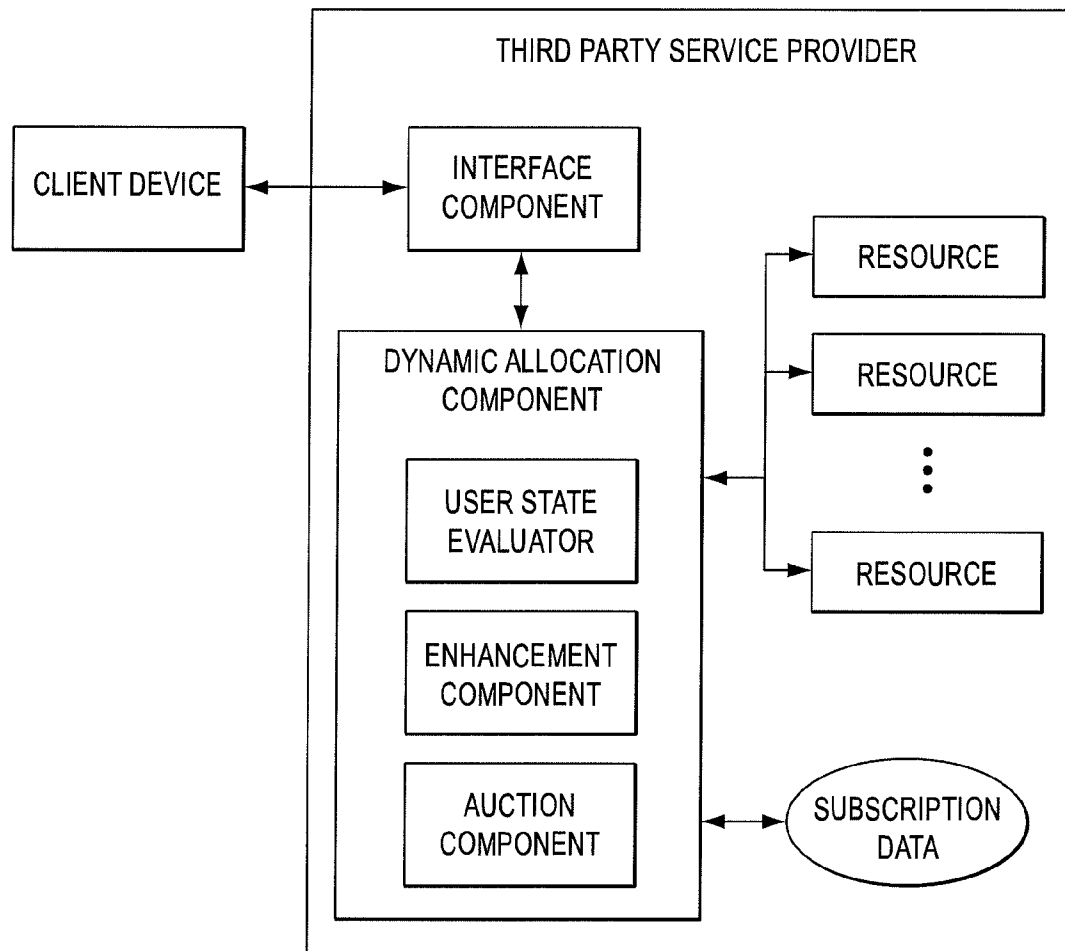 THIRD PARTY SERVICE PROVIDER
CLIENT DEVICE
INTERFACE
COMPONENT
RESOURCE
DYNAMIC ALLOCATION
COMPONENT
RESOURCE
USER STATE
EVALUATOR
RESOURCE
ENHANCEMENT
COMPONENT
AUCTION
COMPONENT
SUBSCRIPTION
DATA